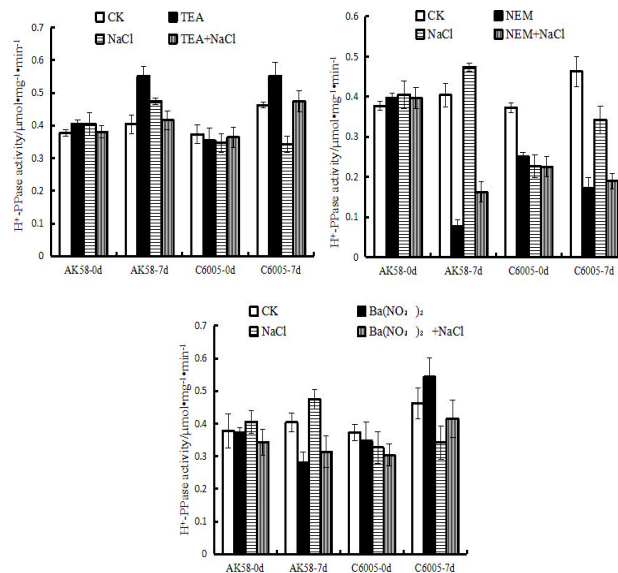 CK TEA
NaCl TEA+NaCl
H⁺-PPase activity/μmol•mg⁻¹•min⁻¹
0.7
0.6
0.5
0.4
0.3
0.2
0.1
0
AK58-0d AK58-7d C6005-0d C6005-7d
CK NEM
NaCl NEM+NaCl
H⁺-PPase activity/μmol•mg⁻¹•min⁻¹
0.6
0.5
0.4
0.3
0.2
0.1
0
AK58-0d AK58-7d C6005-0d C6005-7d
CK Ba(NO₃ )₂
NaCl Ba(NO₃ )₂ +NaCl
H⁺-PPase activity/μmol•mg⁻¹•min⁻¹
0.7
0.6
0.5
0.4
0.3
0.2
0.1
0
AK58-0d AK58-7d C6005-0d C6005-7d